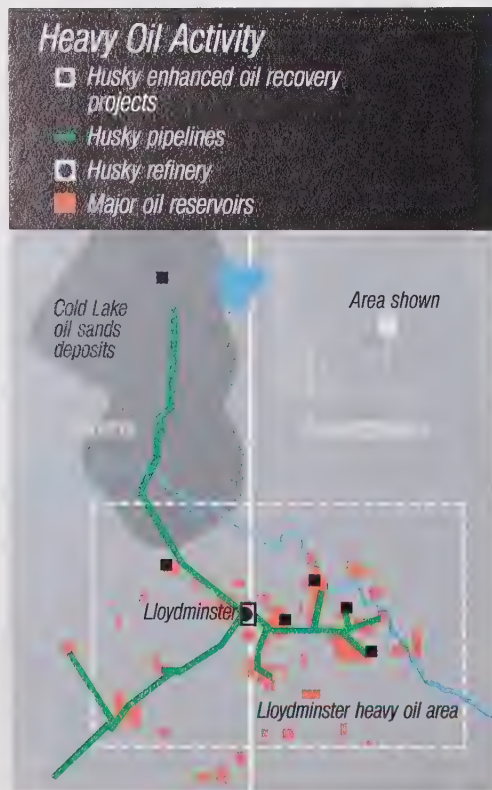 Heavy Oil Activity
Husky enhanced oil recovery
projects
Husky pipelines
Husky refinery
Major oil reservoirs
Cold Lake
oil sands
deposits
Area shown
Lloydminster
Lloydminster heavy oil area